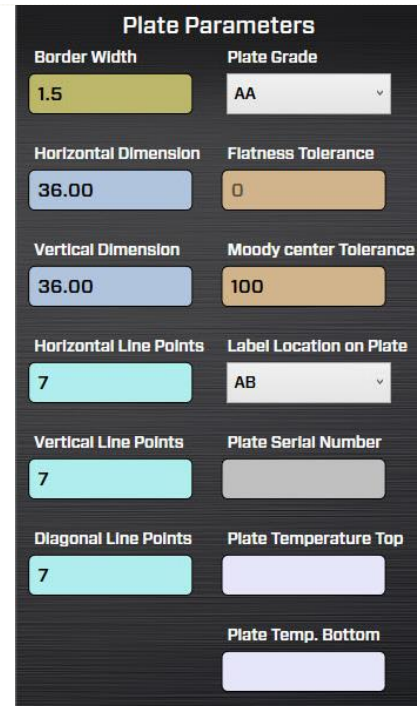 Plate Parameters
Border Width
Plate Grade
1.5
AA
Horizontal Dimension
Flatness Tolerance
36.00
0
Vertical Dimension
Moody center Tolerance
36.00
100
Horizontal Line Points
Label Location on Plate
7
AB
Vertical Line Points
Plate Serial Number
7
Diagonal Line Points
Plate Temperature Top
7
Plate Temp. Bottom